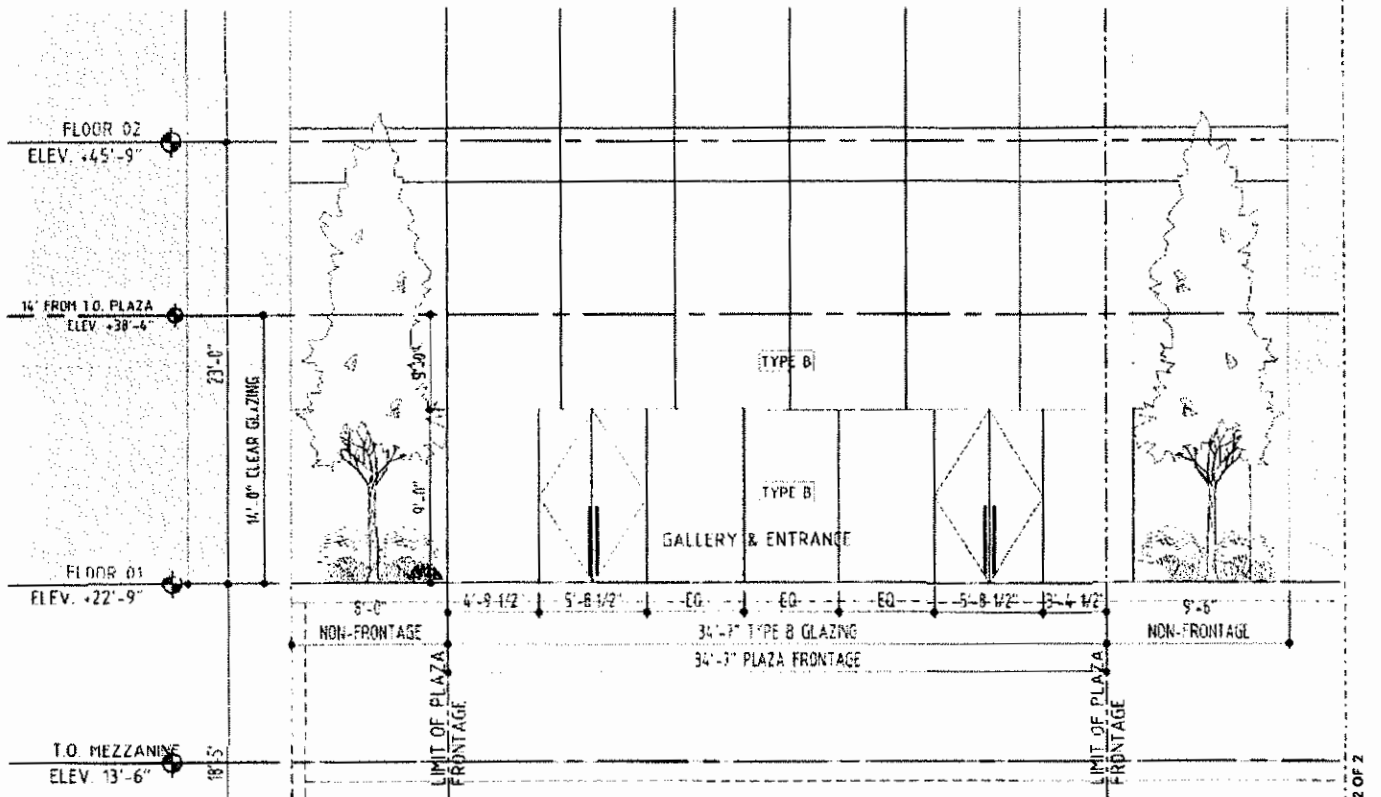 FLOOR 02
ELEV. +45'-9"
14' FROM T.O. PLAZA
ELEV +38'-4"
23'-0"
14'-0" CLEAR GLAZING
TYPE B
9'-0"
TYPE B
GALLERY & ENTRANCE
FLOOR 01
ELEV. +22'-9"
4'-9 1/2"
5'-8 1/2"
EQ
EQ
EQ
5'-8 1/2"
3'-4 1/2"
9'-6"
NON-FRONTAGE
34'-7" TYPE B GLAZING
NON-FRONTAGE
34'-7" PLAZA FRONTAGE
LIMIT OF PLAZA
FRONTAGE
LIMIT OF PLAZA
FRONTAGE
T.O. MEZZANINE
ELEV. 13'-6"
2 OF 2